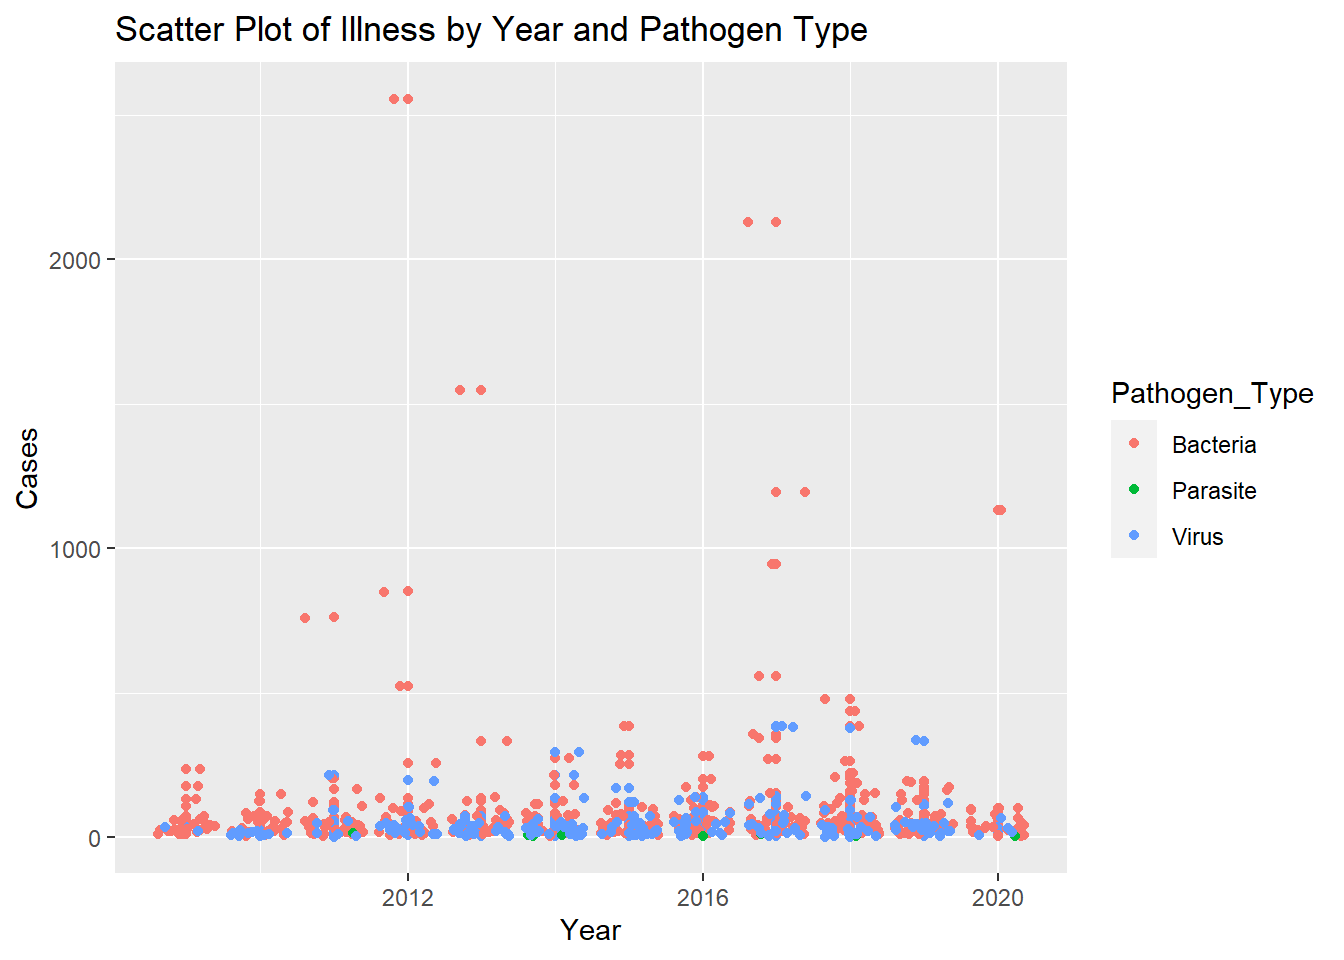 Scatter Plot of Illness by Year and Pathogen Type
2000
1000
0
Cases
2012
2016
2020
Year
Pathogen_Type
Bacteria
Parasite
Virus